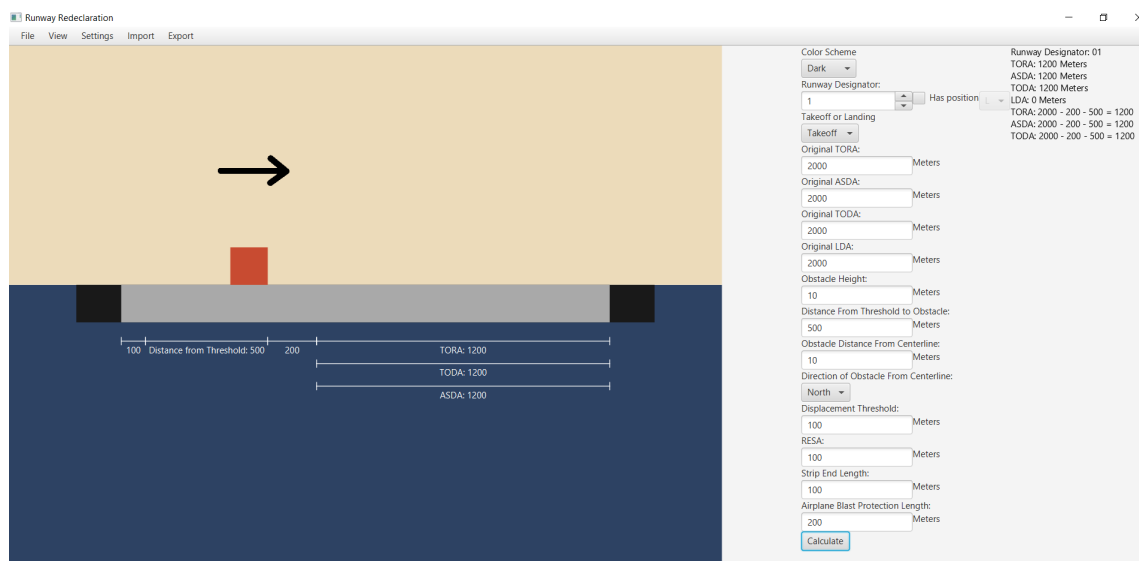 Runway Redeclaration
File View Settings Import Export
100 Distance from Threshold: 500 200 TORA: 1200
TODA: 1200
ASDA: 1200
Color Scheme
Dark
Runway Designator:
1 Has position L
Takeoff or Landing
Takeoff
Original TORA:
2000 Meters
Original ASDA:
2000 Meters
Original TODA:
2000 Meters
Original LDA:
2000 Meters
Obstacle Height:
10 Meters
Distance From Threshold to Obstacle:
500 Meters
Obstacle Distance From Centerline:
10 Meters
Direction of Obstacle From Centerline:
North
Displacement Threshold:
100 Meters
RESA:
100 Meters
Strip End Length:
100 Meters
Airplane Blast Protection Length:
200 Meters
Calculate
Runway Designator: 01
TORA: 1200 Meters
ASDA: 1200 Meters
TODA: 1200 Meters
LDA: 0 Meters
TORA: 2000 - 200 - 500 = 1200
ASDA: 2000 - 200 - 500 = 1200
TODA: 2000 - 200 - 500 = 1200